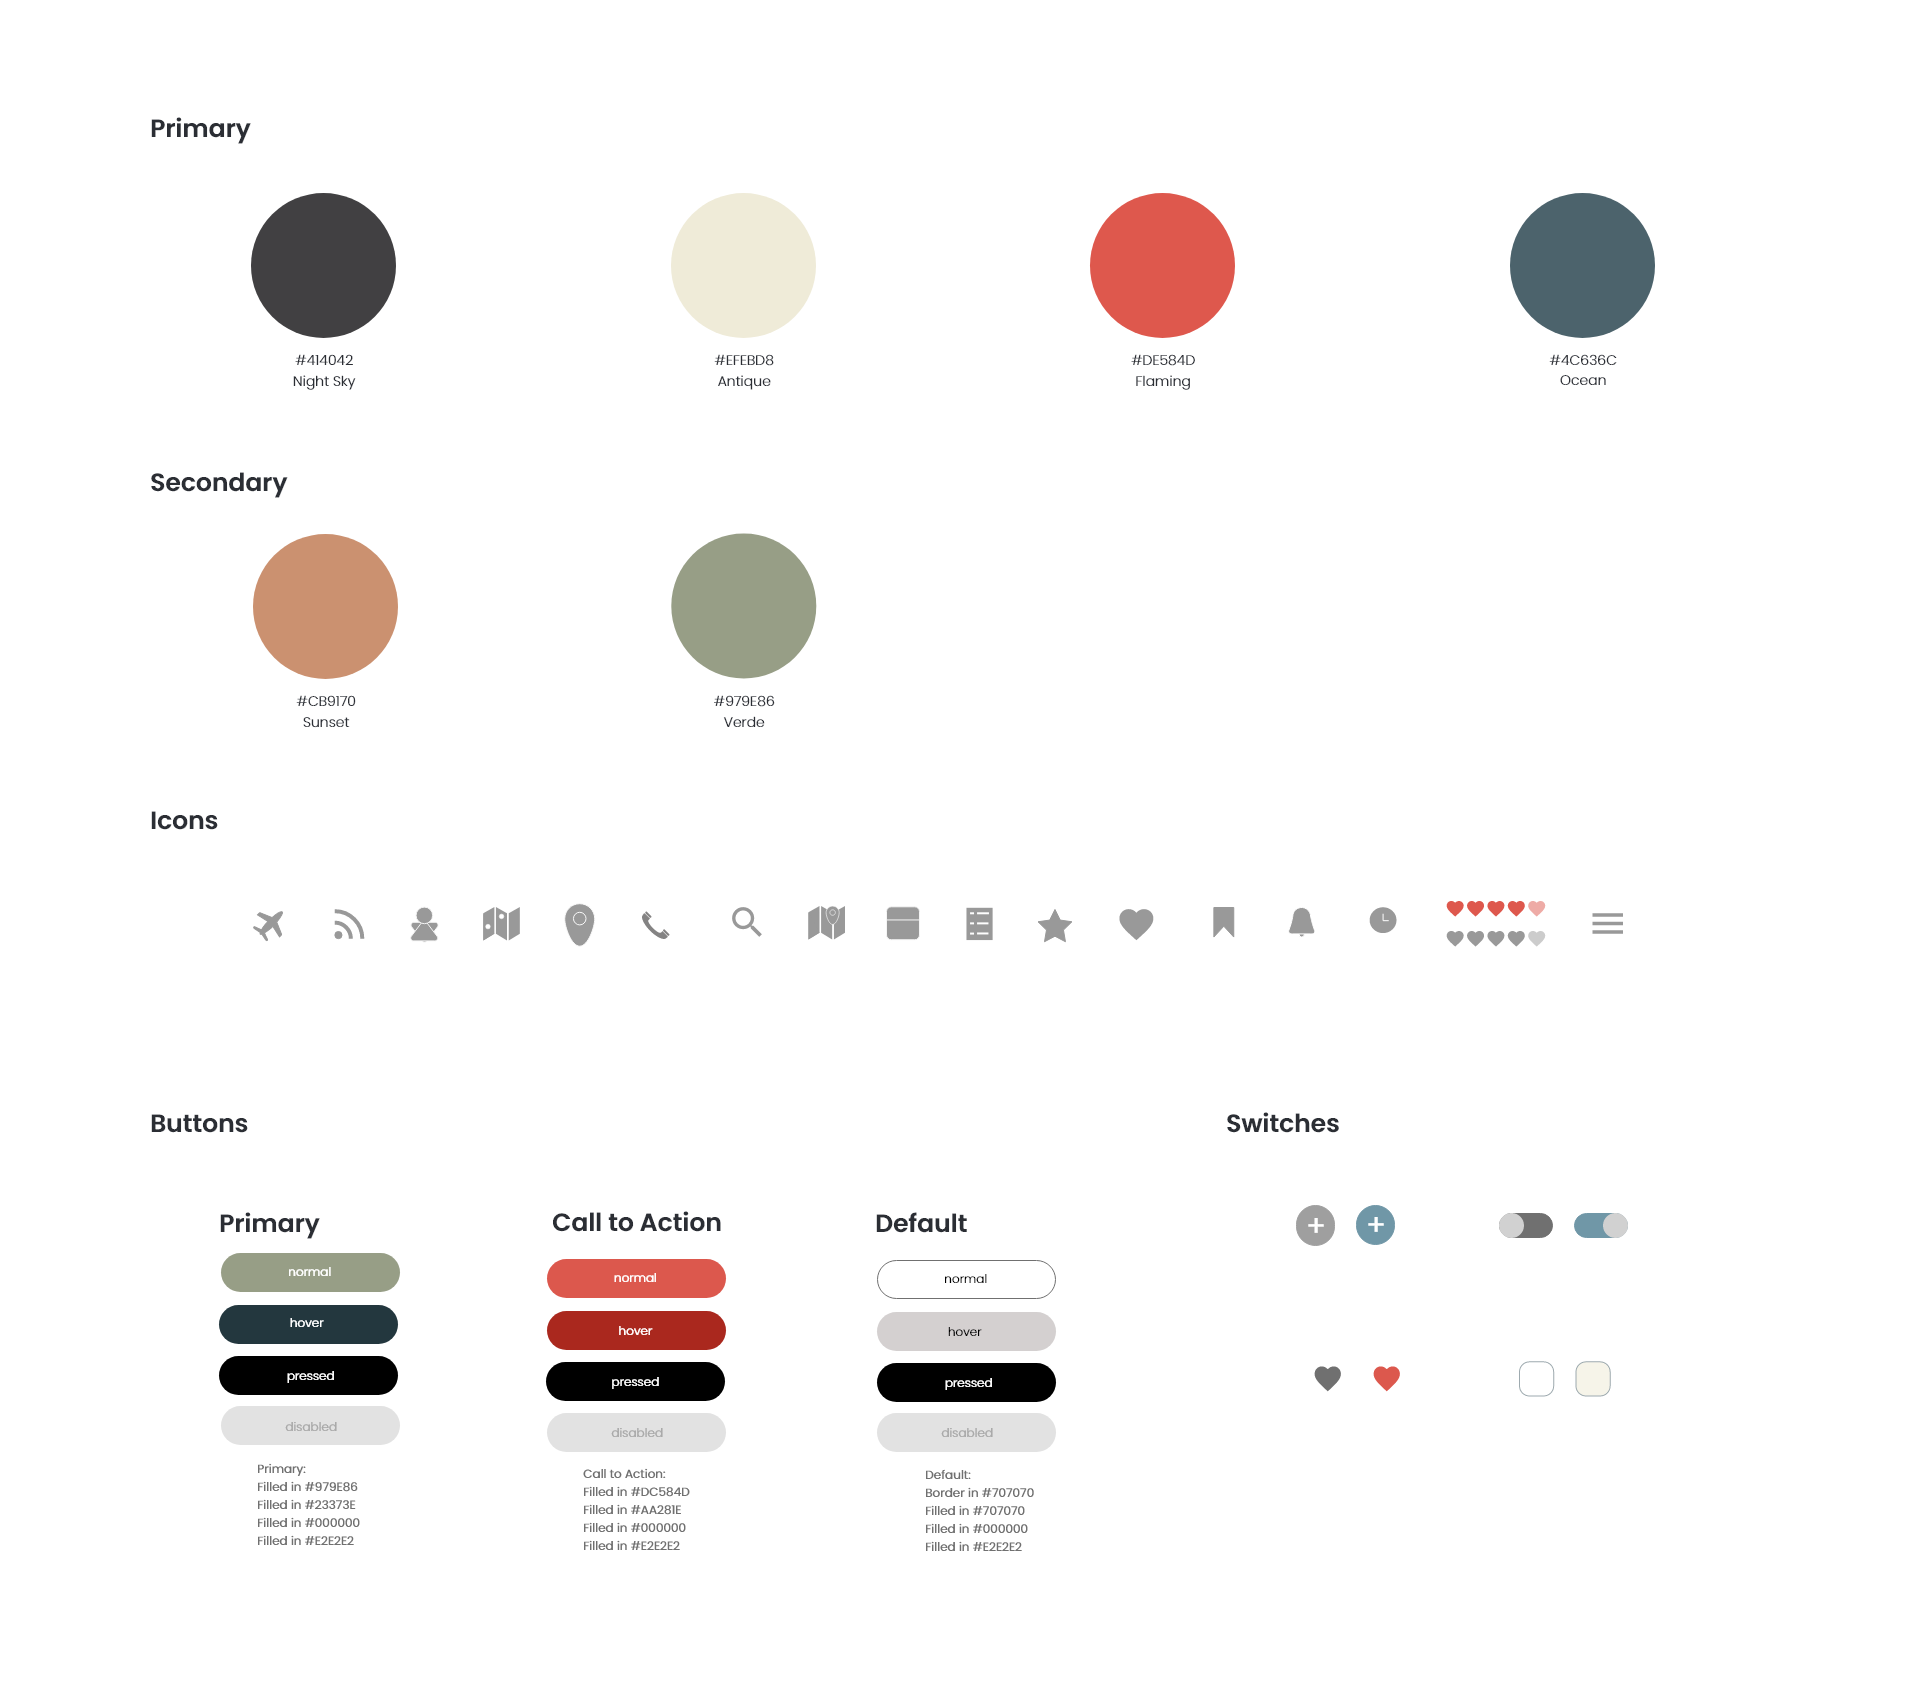 Primary
#414042
Night Sky
#EFEBD8
Antique
#DE584D
Flaming
#4C636C
Ocean
Secondary
#CB9170
Sunset
#979E86
Verde
Icons
Buttons
Switches
Primary
normal
hover
pressed
disabled
Primary:
Filled in #979E86
Filled in #23373E
Filled in #000000
Filled in #E2E2E2
Call to Action
normal
hover
pressed
disabled
Call to Action:
Filled in #DC584D
Filled in #AA281E
Filled in #000000
Filled in #E2E2E2
Default
normal
hover
pressed
disabled
Default:
Border in #707070
Filled in #707070
Filled in #000000
Filled in #E2E2E2